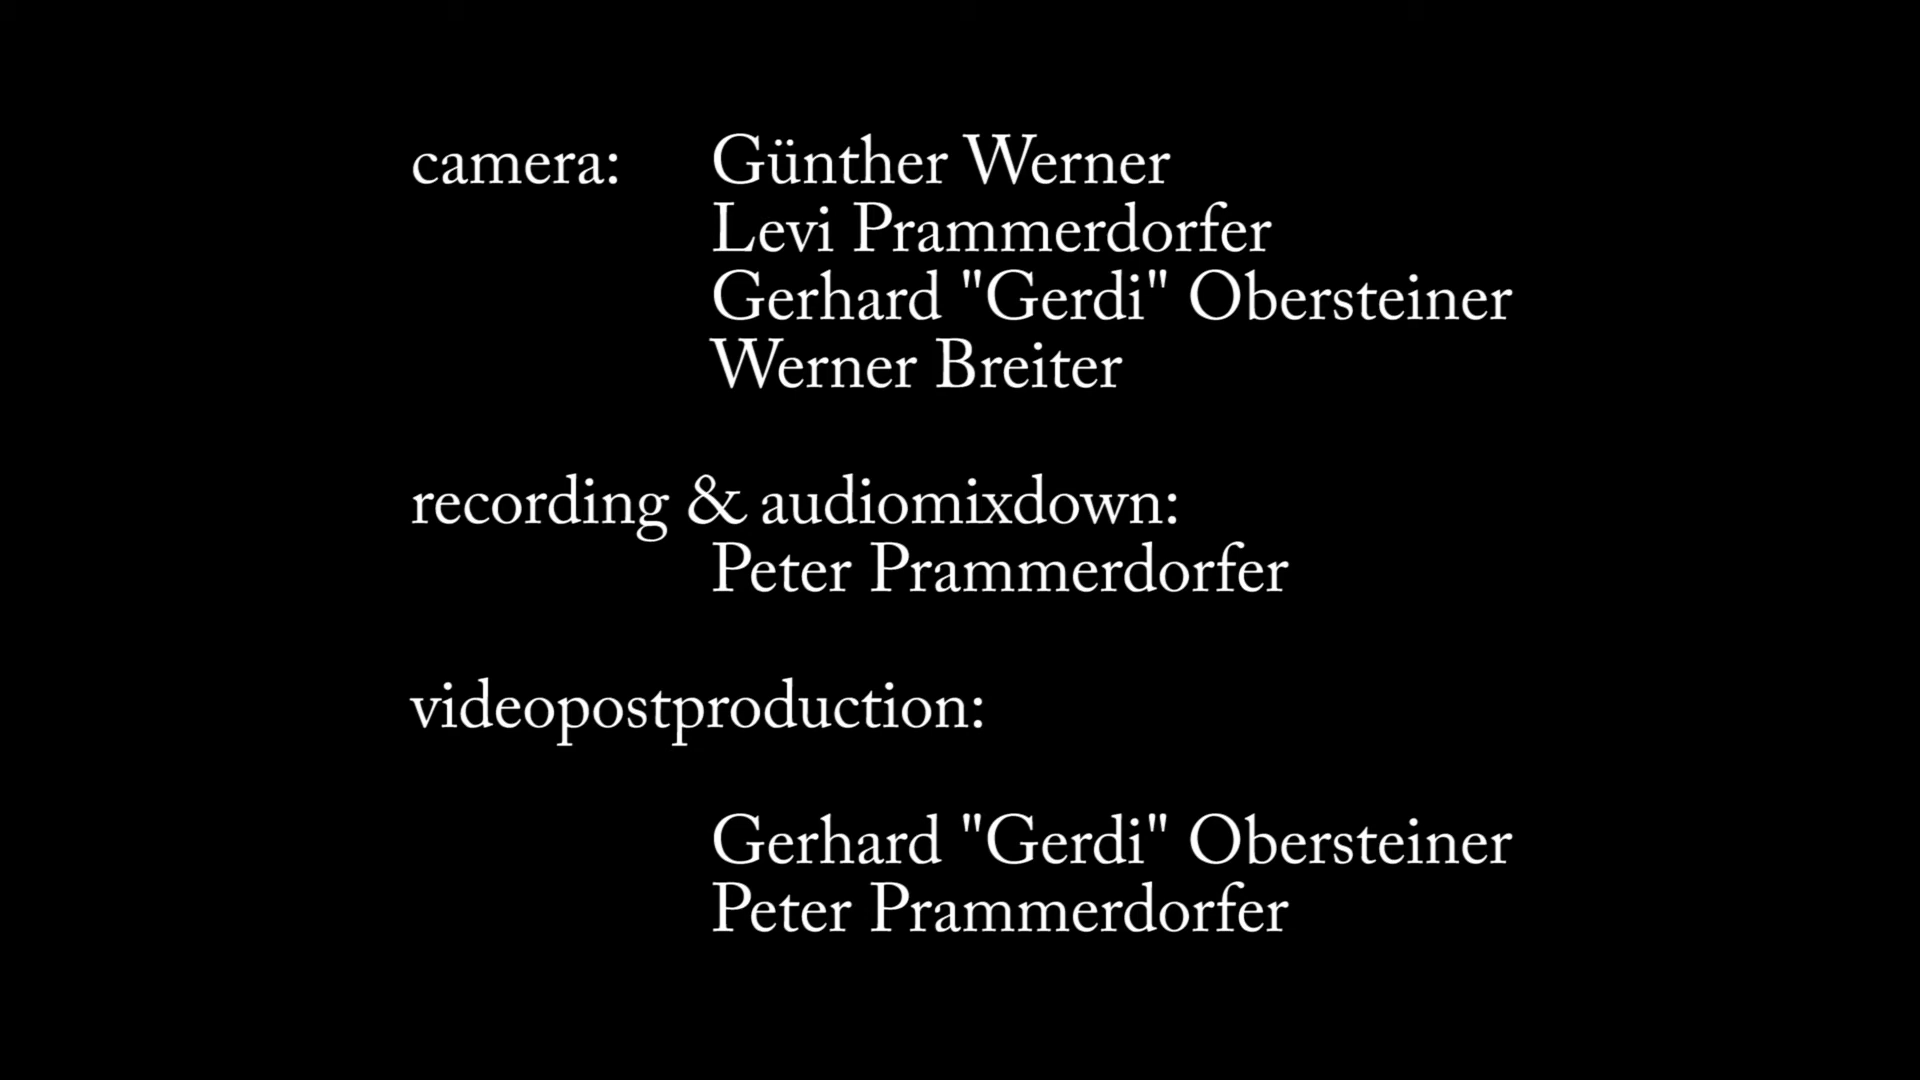 camera: Günther Werner
Levi Prammerdorfer
Gerhard "Gerdi" Obersteiner
Werner Breiter
recording & audiomixdown:
Peter Prammerdorfer
videopostproduction:
Gerhard "Gerdi" Obersteiner
Peter Prammerdorfer